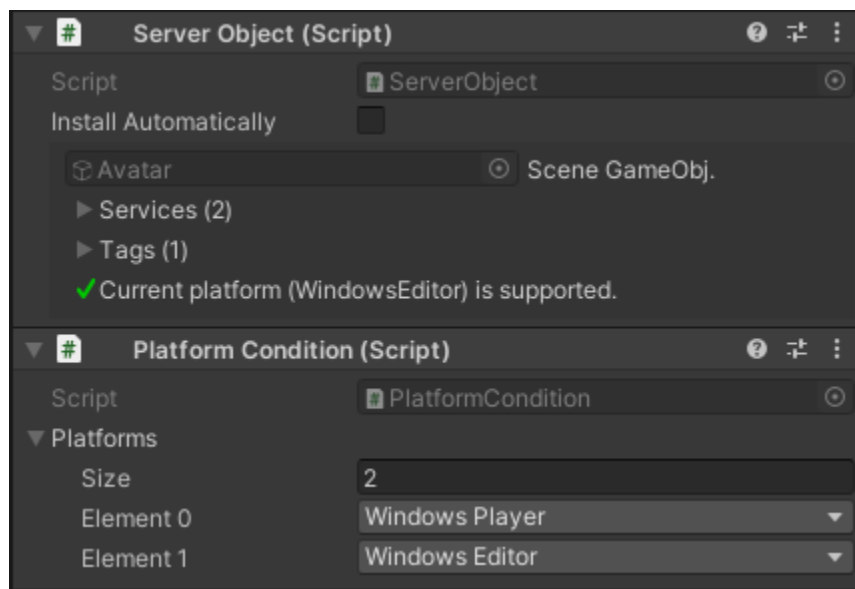 Server Object (Script)
Script ServerObject
Install Automatically
Avatar Scene GameObj.
Services (2)
Tags (1)
Current platform (WindowsEditor) is supported.
Platform Condition (Script)
Script PlatformCondition
Platforms
Size 2
Element 0 Windows Player
Element 1 Windows Editor